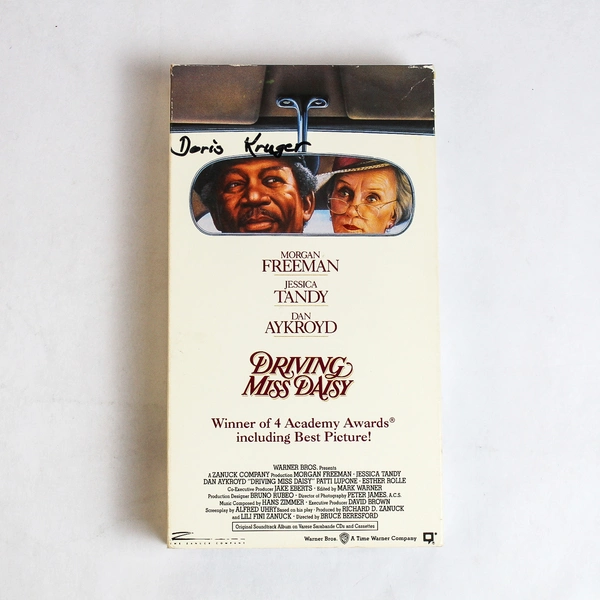 Doris Kruger
MORGAN
FREEMAN
JESSICA
TANDY
DAN
AYKROYD
DRIVING
MISS DAISY
Winner of 4 Academy Awards®
including Best Picture!
WARNER BROS. Presents
A ZANUCK COMPANY Production MORGAN FREEMAN · JESSICA TANDY
DAN AYKROYD "DRIVING MISS DAISY" PATTI LUPONE · ESTHER ROLLE
Co-Executive Producer JAKE EBERTS · Edited by MARK WARNER
Production Designer BRUNO RUBEO · Director of Photography PETER JAMES, A.C.S.
Music Composed by HANS ZIMMER · Executive Producer DAVID BROWN
Screenplay by ALFRED UHRY Based on his play · Produced by RICHARD D. ZANUCK
and LILI FINI ZANUCK · Directed by BRUCE BERESFORD
Original Soundtrack Album on Varese Sarabande CDs and Cassettes
THE ZANUCK COMPANY
Warner Bros. A Time Warner Company